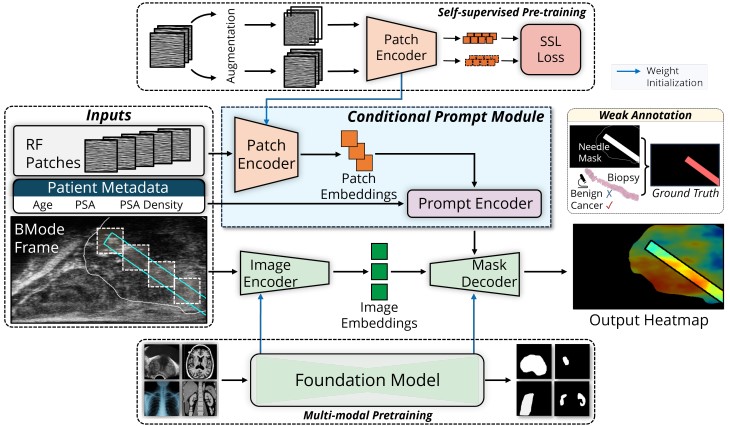 Self-supervised Pre-training
Augmentation
Patch
Encoder
SSL
Loss
Weight
Initialization
Inputs
RF
Patches
Patient Metadata
Age PSA PSA Density
BMode
Frame
Conditional Prompt Module
Patch
Encoder
Patch
Embeddings
Prompt Encoder
Weak Annotation
Needle
Mask
Biopsy
Benign ✗
Cancer ✓
Ground Truth
Image
Encoder
Image
Embeddings
Mask
Decoder
Output Heatmap
Foundation Model
Multi-modal Pretraining